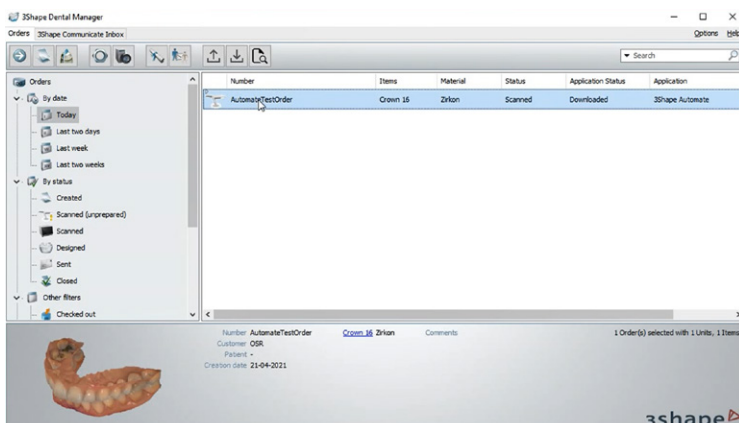 3Shape Dental Manager
Orders 3Shape Communicate Inbox Options Help
Search
Orders
By date
Today
Last two days
Last week
Last two weeks
By status
Created
Scanned (unprepared)
Scanned
Designed
Sent
Closed
Other filters
Checked out
Number Items Material Status Application Status Application
AutomateTestOrder Crown 16 Zirkon Scanned Downloaded 3Shape Automate
Number AutomateTestOrder Crown 16 Zirkon Comments 1 Order(s) selected with 1 Units, 1 Items
Customer OSR
Patient -
Creation date 21-04-2021
3shape